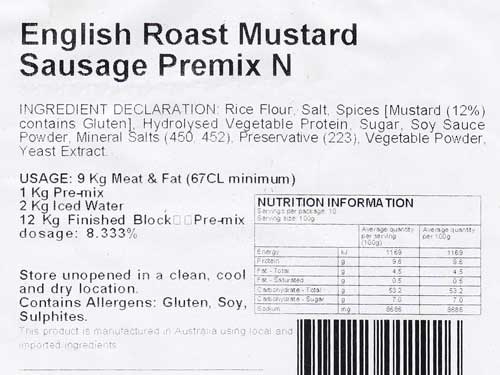 English Roast Mustard
Sausage Premix N
INGREDIENT DECLARATION: Rice Flour, Salt, Spices [Mustard (12%)
contains Gluten], Hydrolysed Vegetable Protein, Sugar, Soy Sauce
Powder, Mineral Salts (450, 452), Preservative (223), Vegetable Powder,
Yeast Extract.
USAGE: 9 Kg Meat & Fat (67CL minimum)
1 Kg Pre-mix
2 Kg Iced Water
12 Kg Finished Block□□Pre-mix
dosage: 8.333%
NUTRITION INFORMATION
Servings per package: 10
Serving size: 100g
Average quantity per serving (100g) Average quantity per 100g
Energy kJ 1169 1169
Protein g 9.6 9.6
Fat - Total g 4.5 4.5
Fat - Saturated g 0.5 0.5
Carbohydrate - Total g 53.2 53.2
Carbohydrate - Sugar g 7.0 7.0
Sodium mg 8686 8686
Store unopened in a clean, cool
and dry location.
Contains Allergens: Gluten, Soy,
Sulphites.
This product is manufactured in Australia using local and
imported ingredients